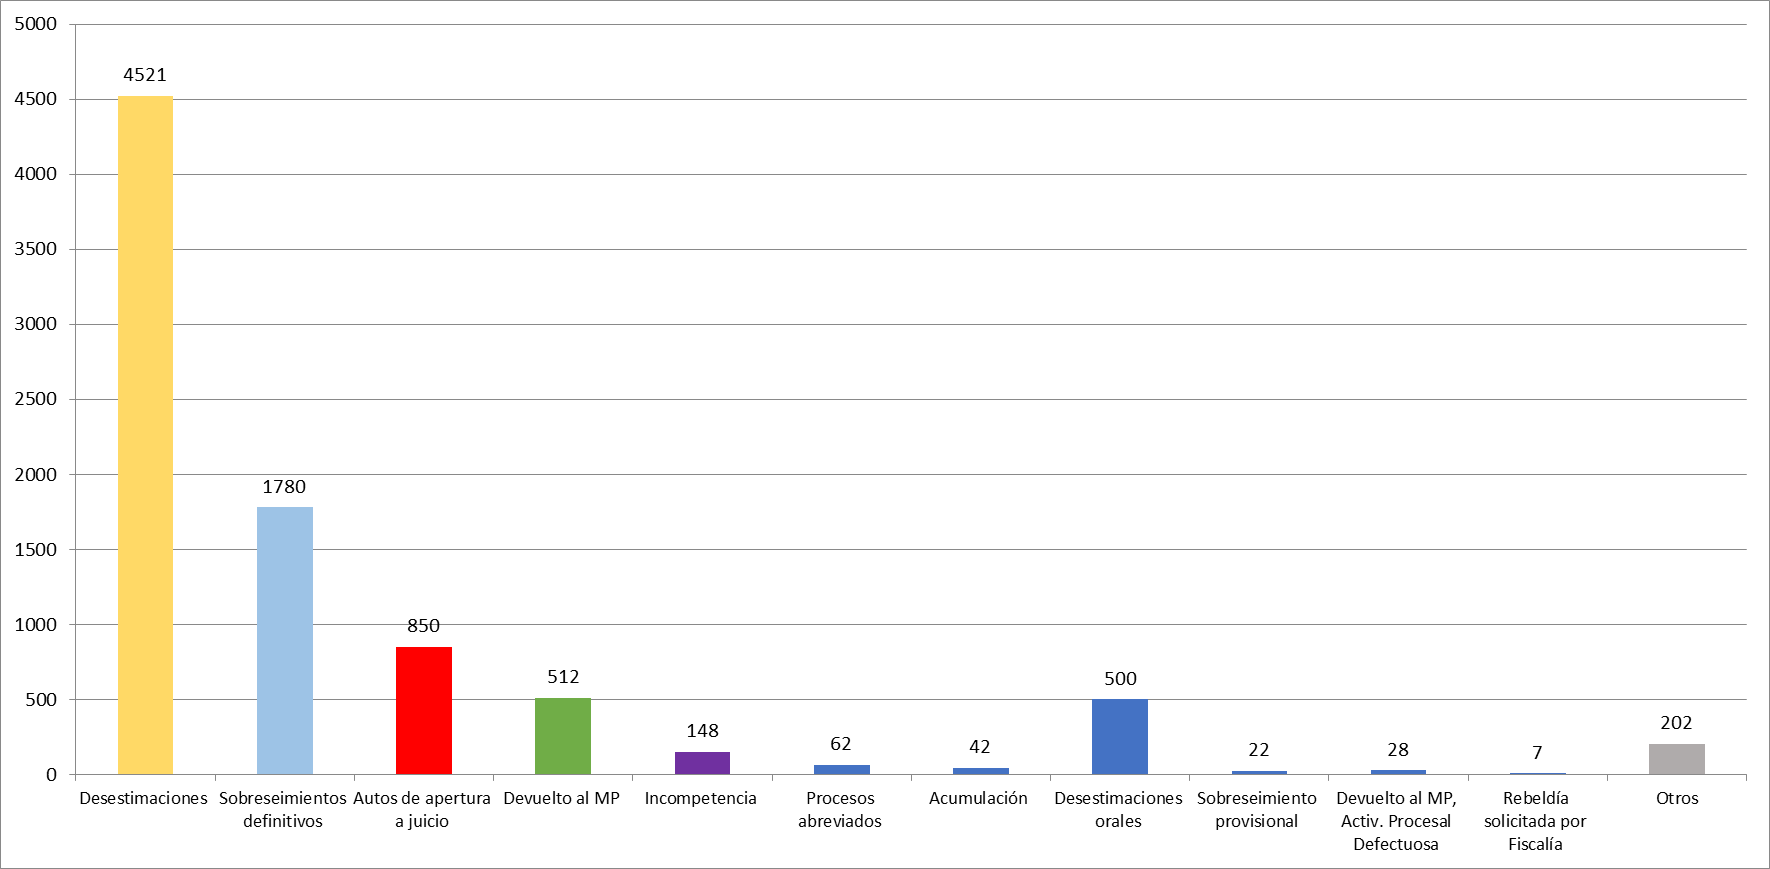 5000
4500
4000
3500
3000
2500
2000
1500
1000
500
0
4521
1780
850
512
148
62
42
500
22
28
7
202
Desestimaciones
Sobreseimientos
definitivos
Autos de apertura
a juicio
Devuelto al MP
Incompetencia
Procesos
abreviados
Acumulación
Desestimaciones
orales
Sobreseimiento
provisional
Devuelto al MP,
Activ. Procesal
Defectuosa
Rebeldía
solicitada por
Fiscalía
Otros